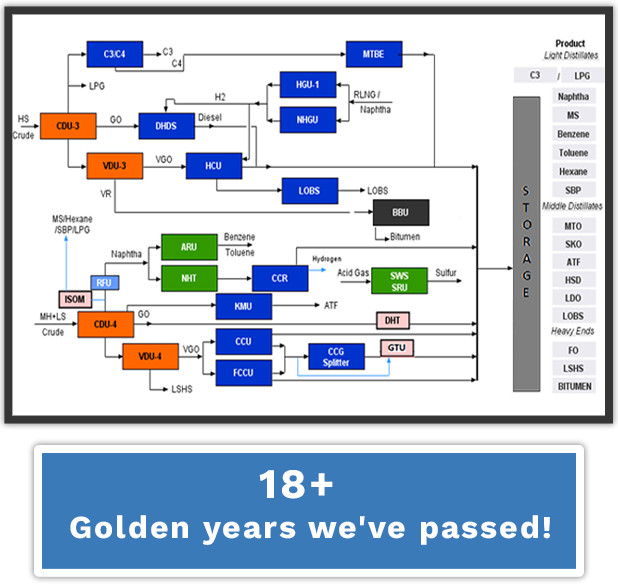 Product
Light Distillates
C3 / LPG
Naphtha
MS
Benzene
Toluene
Hexane
SBP
Middle Distillates
MTO
SKO
ATF
HSD
LDO
LOBS
Heavy Ends
FO
LSHS
BITUMEN
STORAGE
C3/C4
C3
C4
MTBE
LPG
HGU-1
H2
RLNG /
Naphtha
NHGU
HS
Crude
CDU-3
GO
DHDS
Diesel
VDU-3
VGO
HCU
VR
LOBS
LOBS
BBU
Bitumen
MS/Hexane
/SBP/LPG
Naphtha
ARU
Benzene
Toluene
NHT
CCR
Hydrogen
Acid Gas
SWS
SRU
Sulfur
RFU
ISOM
KMU
ATF
MH+LS
Crude
CDU-4
GO
DHT
VDU-4
VGO
CCU
FCCU
CCG
Splitter
GTU
LSHS
18+
Golden years we've passed!